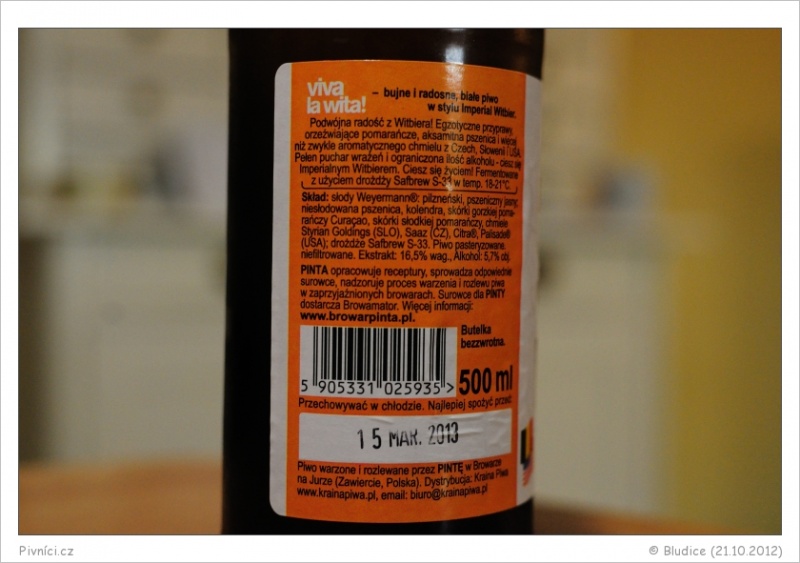 viva
la wita!
– bujne i radosne, białe piwo
w stylu Imperial Witbier.
Podwójna radość z Witbiera! Egzotyczne przyprawy,
orzeźwiające pomarańcze, aksamitna pszenica i więcej
niż zwykle aromatycznego chmielu z Czech, Słowenii i USA.
Pełen puchar wrażeń i ograniczona ilość alkoholu - ciesz się
Imperialnym Witbierem. Ciesz się życiem! Fermentowane
z użyciem drożdży Safbrew S-33 w temp. 18-21°C.
Skład: słody Weyermann®: pilzneński, pszeniczny jasny,
niesłodowana pszenica, kolendra, skórki gorzkiej poma-
rańczy Curaçao, skórki słodkiej pomarańczy, chmiele
Styrian Goldings (SLO), Saaz (CZ), Citra®, Palisade®
(USA); drożdże Safbrew S-33. Piwo pasteryzowane,
niefiltrowane. Ekstrakt: 16,5% wag., Alkohol: 5,7% obj.
PINTA opracowuje receptury, sprowadza odpowiednie
surowce, nadzoruje proces warzenia i rozlewu piwa
w zaprzyjaźnionych browarach. Surowce dla PINTY
dostarcza Browamator. Więcej informacji:
www.browarpinta.pl.
Butelka
bezzwrotna.
5 905331 025935 >
500 ml
Przechowywać w chłodzie. Najlepiej spożyć przed:
15 MAR. 2013
Piwo warzone i rozlewane przez PINTĘ w Browarze
na Jurze (Zawiercie, Polska). Dystrybucja: Kraina Piwa
www.krainapiwa.pl, email: biuro@krainapiwa.pl
Pivníci.cz
© Bludice (21.10.2012)